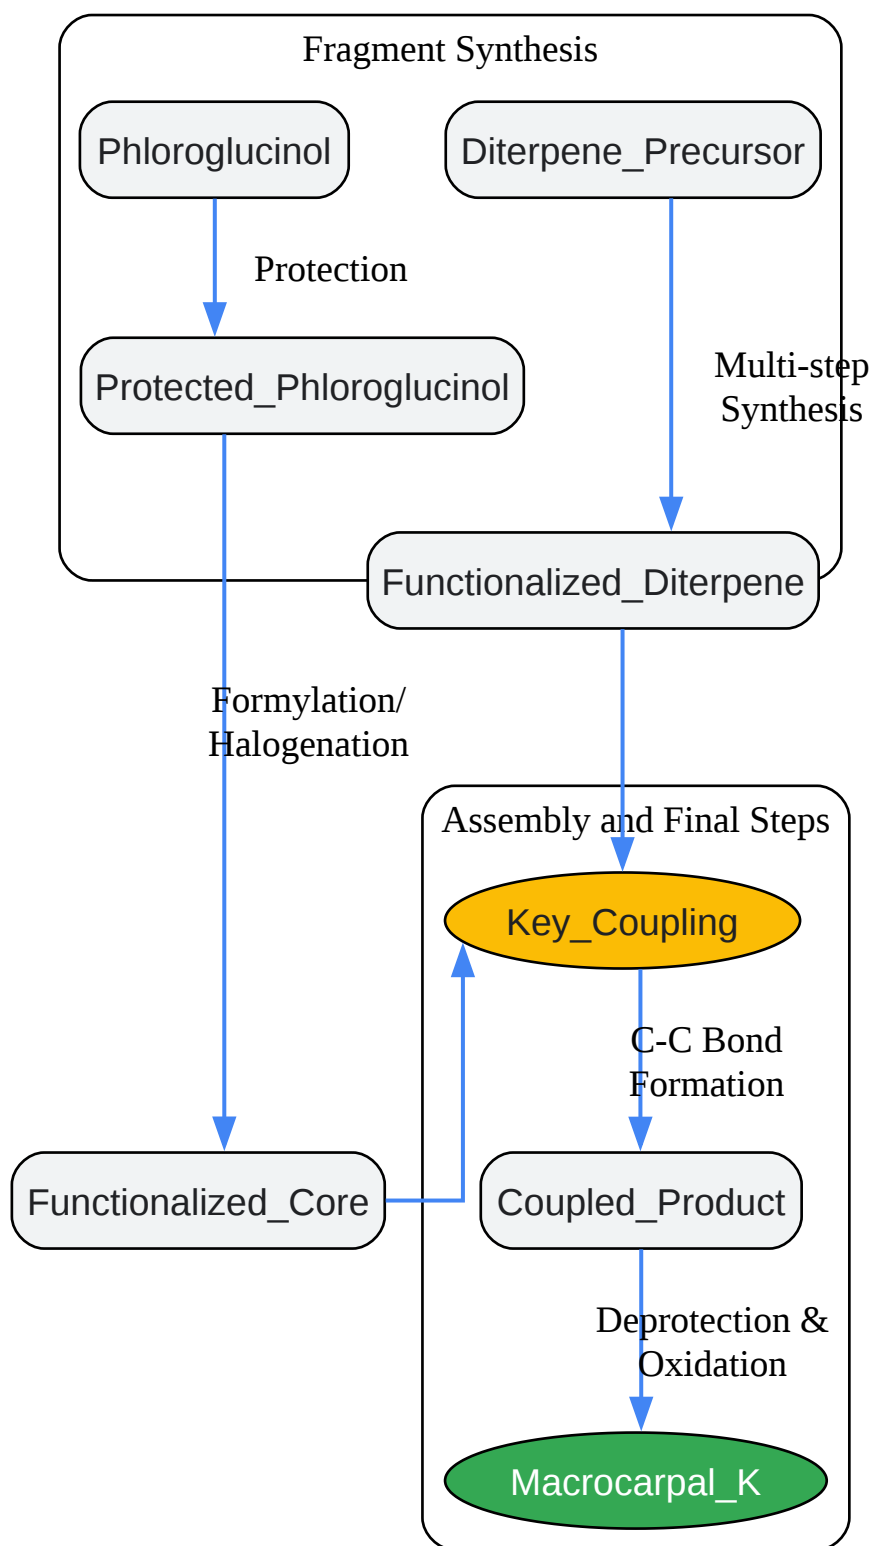 Fragment Synthesis
Phloroglucinol
Diterpene_Precursor
Protection
Multi-step
Synthesis
Protected_Phloroglucinol
Functionalized_Diterpene
Formylation/
Halogenation
Assembly and Final Steps
Key_Coupling
C-C Bond
Formation
Functionalized_Core
Coupled_Product
Deprotection &
Oxidation
Macrocarpal_K